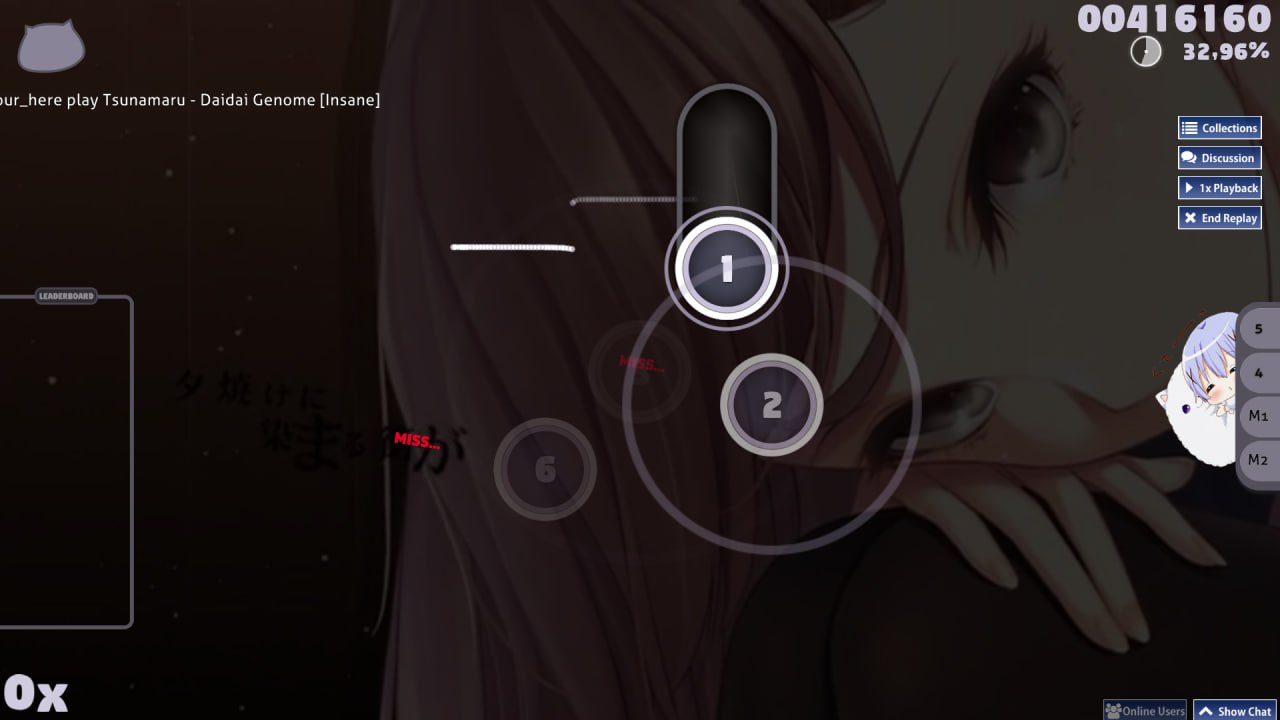 00416160
32,96%
our_here play Tsunamaru - Daidai Genome [Insane]
Collections
Discussion
1x Playback
End Replay
LEADERBOARD
1
MISS...
2
MISS...
6
夕焼けに
染まる
が
5
4
M1
M2
0x
Online Users
Show Chat